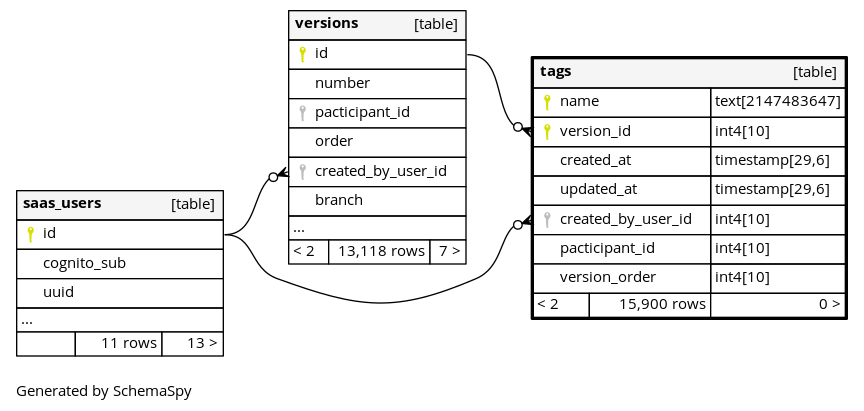 versions [table]
id
number
pacticipant_id
order
created_by_user_id
branch
...
< 2 13,118 rows 7 >
tags [table]
name text[2147483647]
version_id int4[10]
created_at timestamp[29,6]
updated_at timestamp[29,6]
created_by_user_id int4[10]
pacticipant_id int4[10]
version_order int4[10]
< 2 15,900 rows 0 >
saas_users [table]
id
cognito_sub
uuid
...
11 rows 13 >
Generated by SchemaSpy